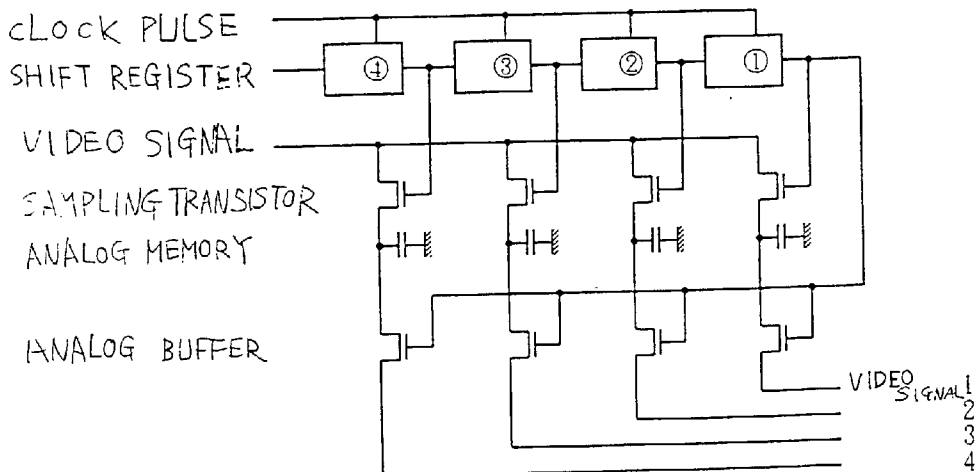 CLOCK PULSE
④ ③ ② ①
SHIFT REGISTER
VIDEO SIGNAL
SAMPLING TRANSISTOR
ANALOG MEMORY
ANALOG BUFFER
VIDEO SIGNAL 1
2
3
4